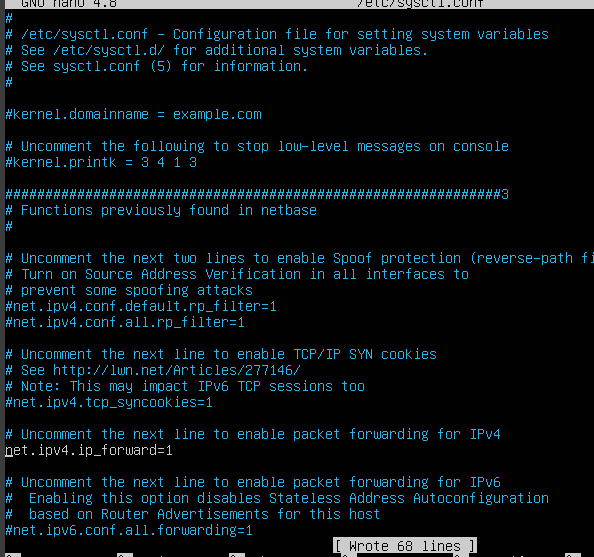 GNU nano 4.8 /etc/sysctl.conf
#
# /etc/sysctl.conf - Configuration file for setting system variables
# See /etc/sysctl.d/ for additional system variables.
# See sysctl.conf (5) for information.
#
#kernel.domainname = example.com
# Uncomment the following to stop low-level messages on console
#kernel.printk = 3 4 1 3
##############################################################3
# Functions previously found in netbase
#
# Uncomment the next two lines to enable Spoof protection (reverse-path fi
# Turn on Source Address Verification in all interfaces to
# prevent some spoofing attacks
#net.ipv4.conf.default.rp_filter=1
#net.ipv4.conf.all.rp_filter=1
# Uncomment the next line to enable TCP/IP SYN cookies
# See http://lwn.net/Articles/277146/
# Note: This may impact IPv6 TCP sessions too
#net.ipv4.tcp_syncookies=1
# Uncomment the next line to enable packet forwarding for IPv4
net.ipv4.ip_forward=1
# Uncomment the next line to enable packet forwarding for IPv6
#  Enabling this option disables Stateless Address Autoconfiguration
#  based on Router Advertisements for this host
#net.ipv6.conf.all.forwarding=1
[ Wrote 68 lines ]